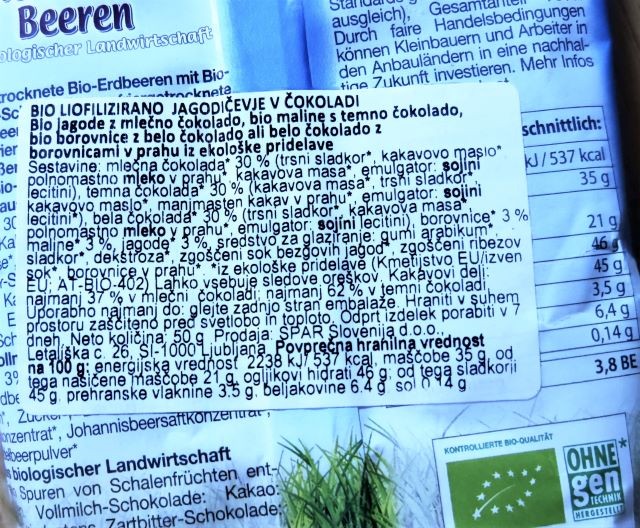 Beeren
ologischer Landwirtschaft
rocknete Bio-Erdbeeren mit Bio-
ausgleich), Gesamtanteil
Durch faire Handelsbedingungen
können Kleinbauern und Arbeiter in
den Anbauländern in eine nachhal-
tige Zukunft investieren. Mehr Infos
BIO LIOFILIZIRANO JAGODIČEVJE V ČOKOLADI
Bio jagode z mlečno čokolado, bio maline s temno čokolado,
bio borovnice z belo čokolado ali belo čokolado z
borovnicami v prahu iz ekološke pridelave
Sestavine: mlečna čokolada* 30 % (trsni sladkor*, kakavovo maslo*,
polnomastno mleko v prahu*, kakavova masa*, emulgator: sojini
lecitini), temna čokolada* 30 % (kakavova masa*, trsni sladkor*,
kakavovo maslo*, manjmasten kakav v prahu*, emulgator: sojini
lecitini*), bela čokolada* 30 % (trsni sladkor*, kakavova masa*,
polnomastno mleko v prahu*, emulgator: sojini lecitini), borovnice* 3 %,
maline* 3 %, jagode* 3 %, sredstvo za glaziranje: gumi arabikum*,
sladkor*, dekstroza*, zgoščeni sok bezgovih jagod*, zgoščeni ribezov
sok*, borovnice v prahu* *iz ekološke pridelave (Kmetijstvo EU/izven
EU; AT-BIO-402) Lahko vsebuje sledove oreškov. Kakavovi deli:
najmanj 37 % v mlečni čokoladi; najmanj 62 % v temni čokoladi.
Uporabno najmanj do: glejte zadnjo stran embalaže. Hraniti v suhem
prostoru zaščiteno pred svetlobo in toploto. Odprt izdelek porabiti v 7
dneh. Neto količina: 50 g Prodaja: SPAR Slovenija d.o.o.,
Letališka c. 26, SI-1000 Ljubljana Povprečna hranilna vrednost
na 100 g: energijska vrednost 2238 kJ/ 537 kcal, maščobe 35 g, od
tega nasičene maščobe 21 g, ogljikovi hidrati 46 g; od tega sladkorji
45 g, prehranske vlaknine 3.5 g, beljakovine 6.4 g sol 0.14 g
schnittlich:
kJ / 537 kcal
35 g
21 g
46 g
45 g
3,5 g
6,4 g
0,14 g
3,8 BE
onzentrat*, Johannisbeersaftkonzentrat*,
elbeerpulver*
biologischer Landwirtschaft
Spuren von Schalenfrüchten ent-
Vollmilch-Schokolade: Kakao:
Zartbitter-Schokolade:
KONTROLLIERTE BIO-QUALITÄT
OHNE*
gen
TECHNIK
HERGESTELLT